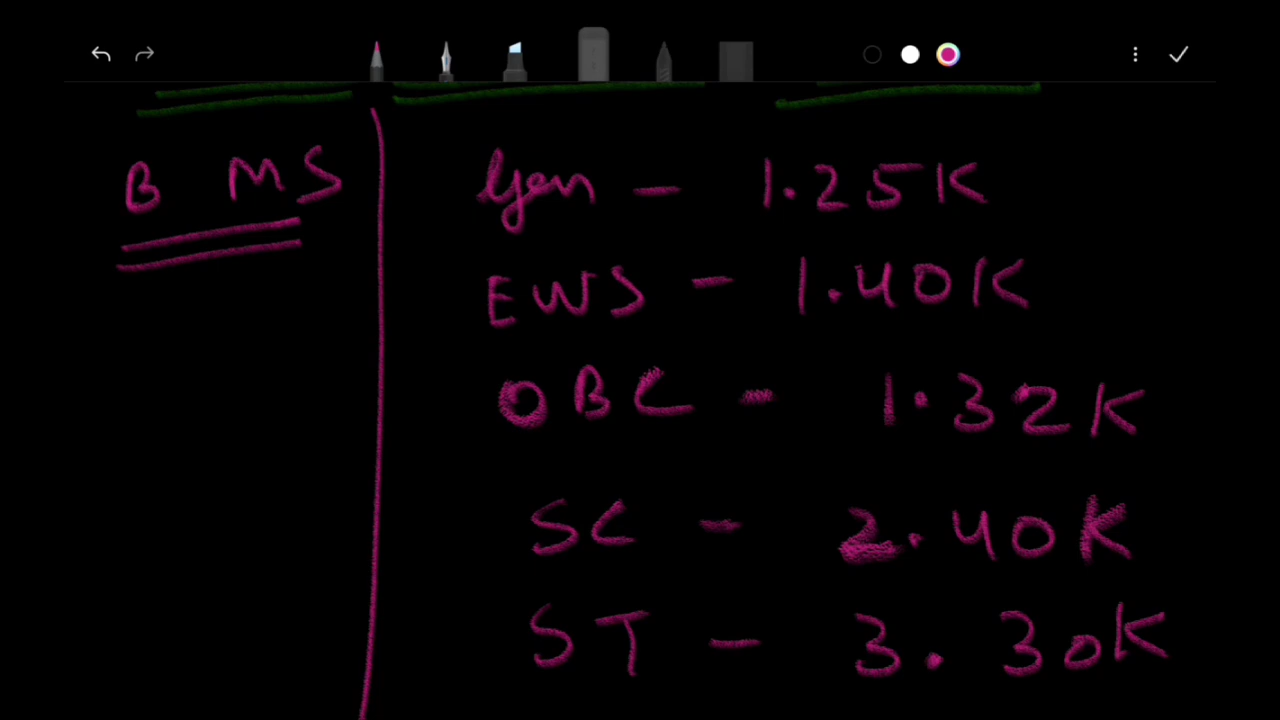 B MS
Gen - 1.25K
EWS - 1.40K
OBC - 1.32K
SC - 2.40K
ST - 3.30K